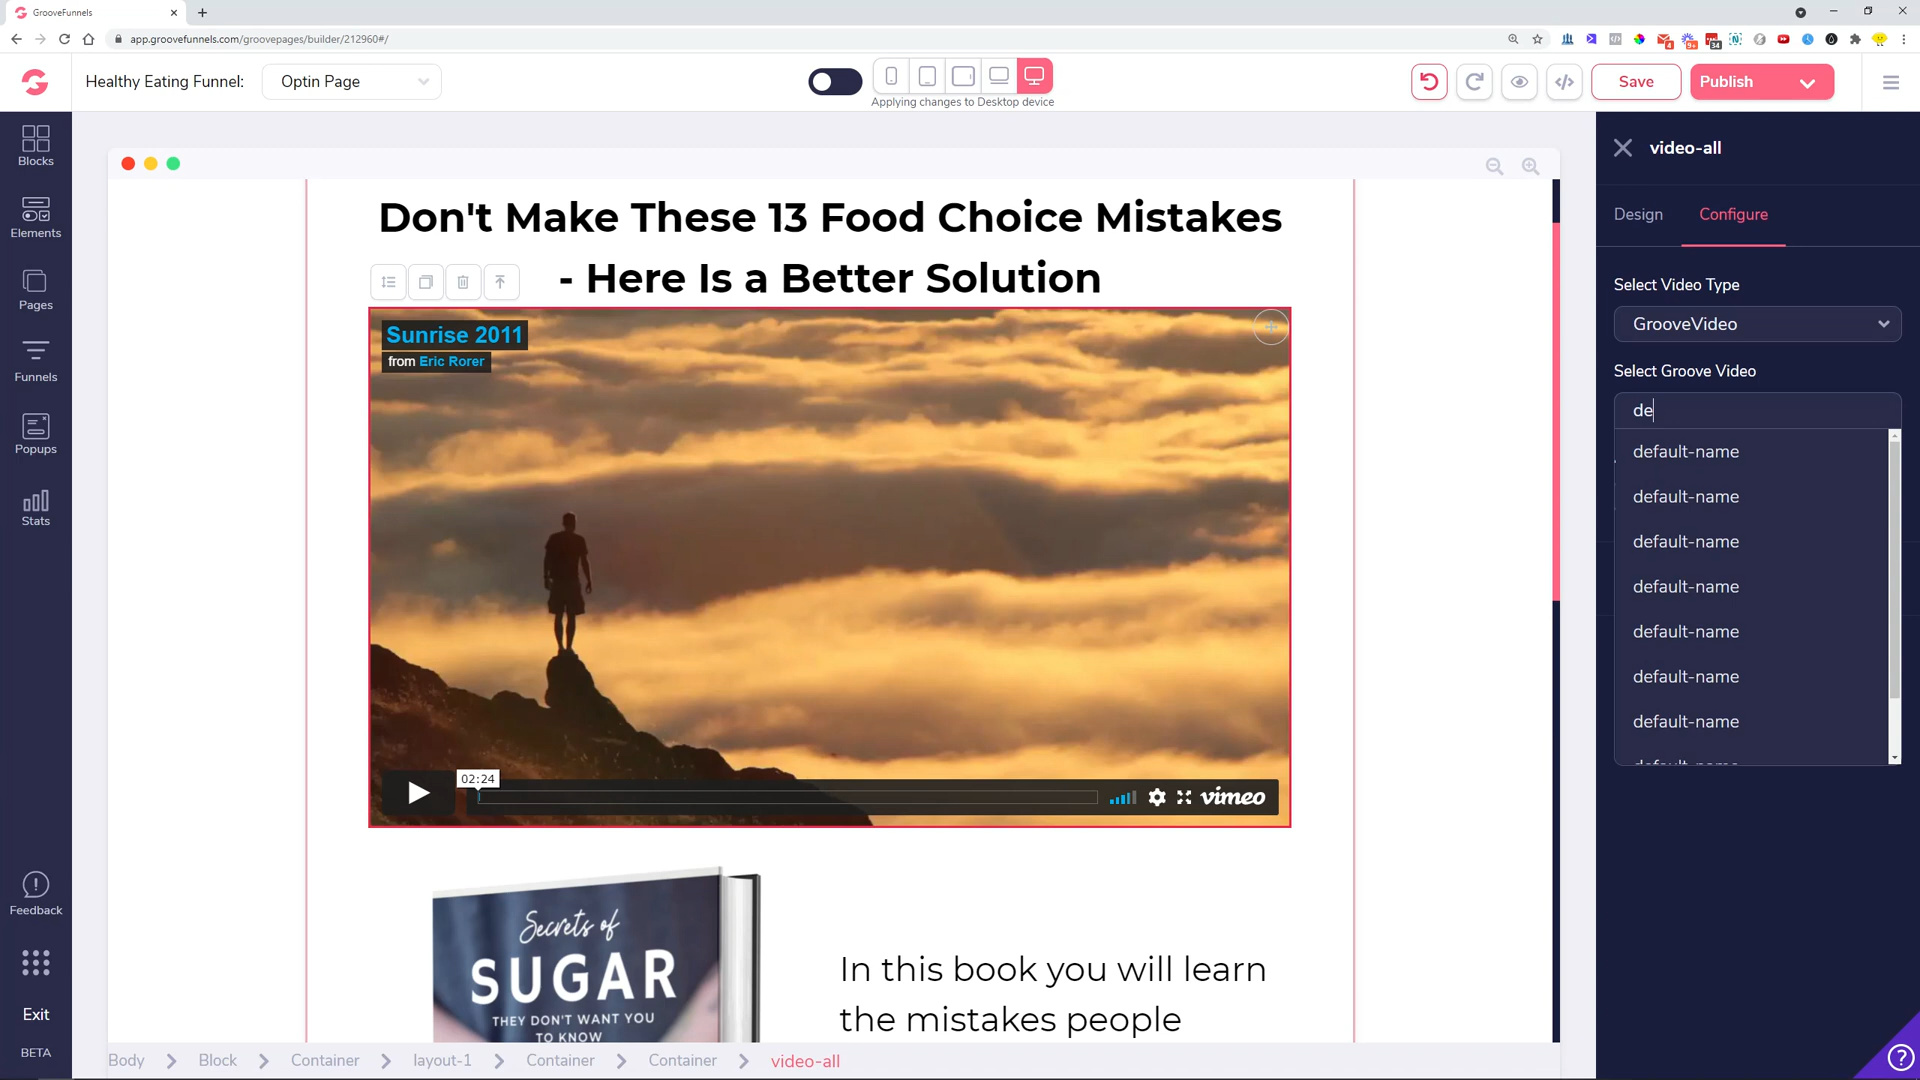 GrooveFunnels
app.groovefunnels.com/groovepages/builder/212960#/
4
9+
34
Healthy Eating Funnel:
Optin Page
Applying changes to Desktop device
Save
Publish
Blocks
Elements
Pages
Funnels
Popups
Stats
Feedback
Exit
BETA
Don't Make These 13 Food Choice Mistakes
- Here Is a Better Solution
Sunrise 2011
from Eric Rorer
02:24
vimeo
Secrets of
SUGAR
THEY DON'T WANT YOU
TO KNOW
In this book you will learn
the mistakes people
Body
Block
Container
layout-1
Container
Container
video-all
video-all
Design
Configure
Select Video Type
GrooveVideo
Select Groove Video
de
default-name
default-name
default-name
default-name
default-name
default-name
default-name
default-name